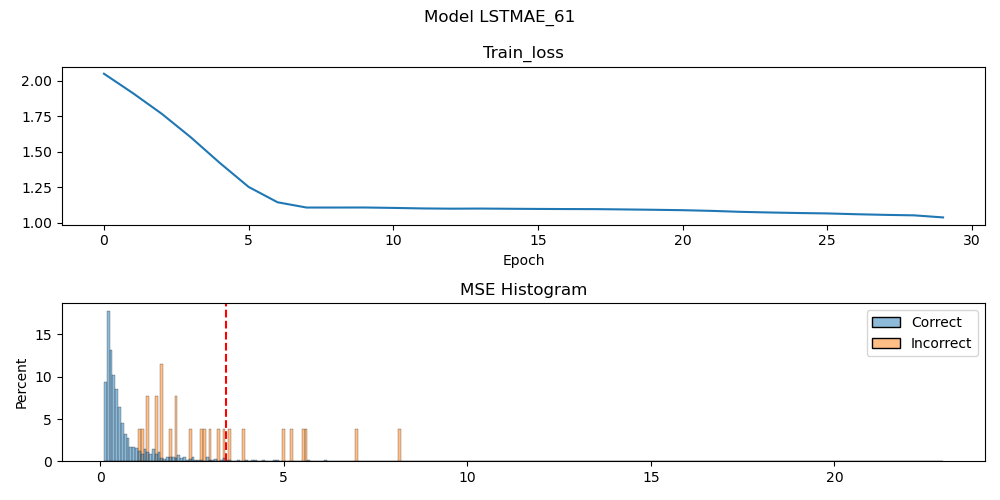 Model LSTMAE_61
Train_loss
2.00
1.75
1.50
1.25
1.00
0 5 10 15 20 25 30
Epoch
MSE Histogram
Correct
Incorrect
Percent
15
10
5
0
0 5 10 15 20